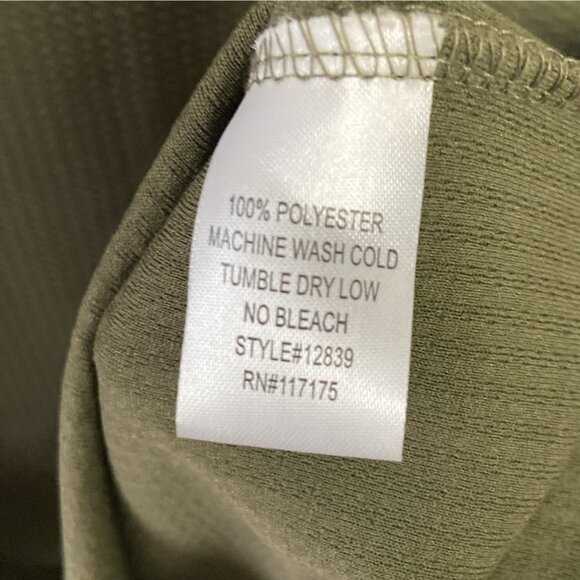 100% POLYESTER
MACHINE WASH COLD
TUMBLE DRY LOW
NO BLEACH
STYLE#12839
RN#117175